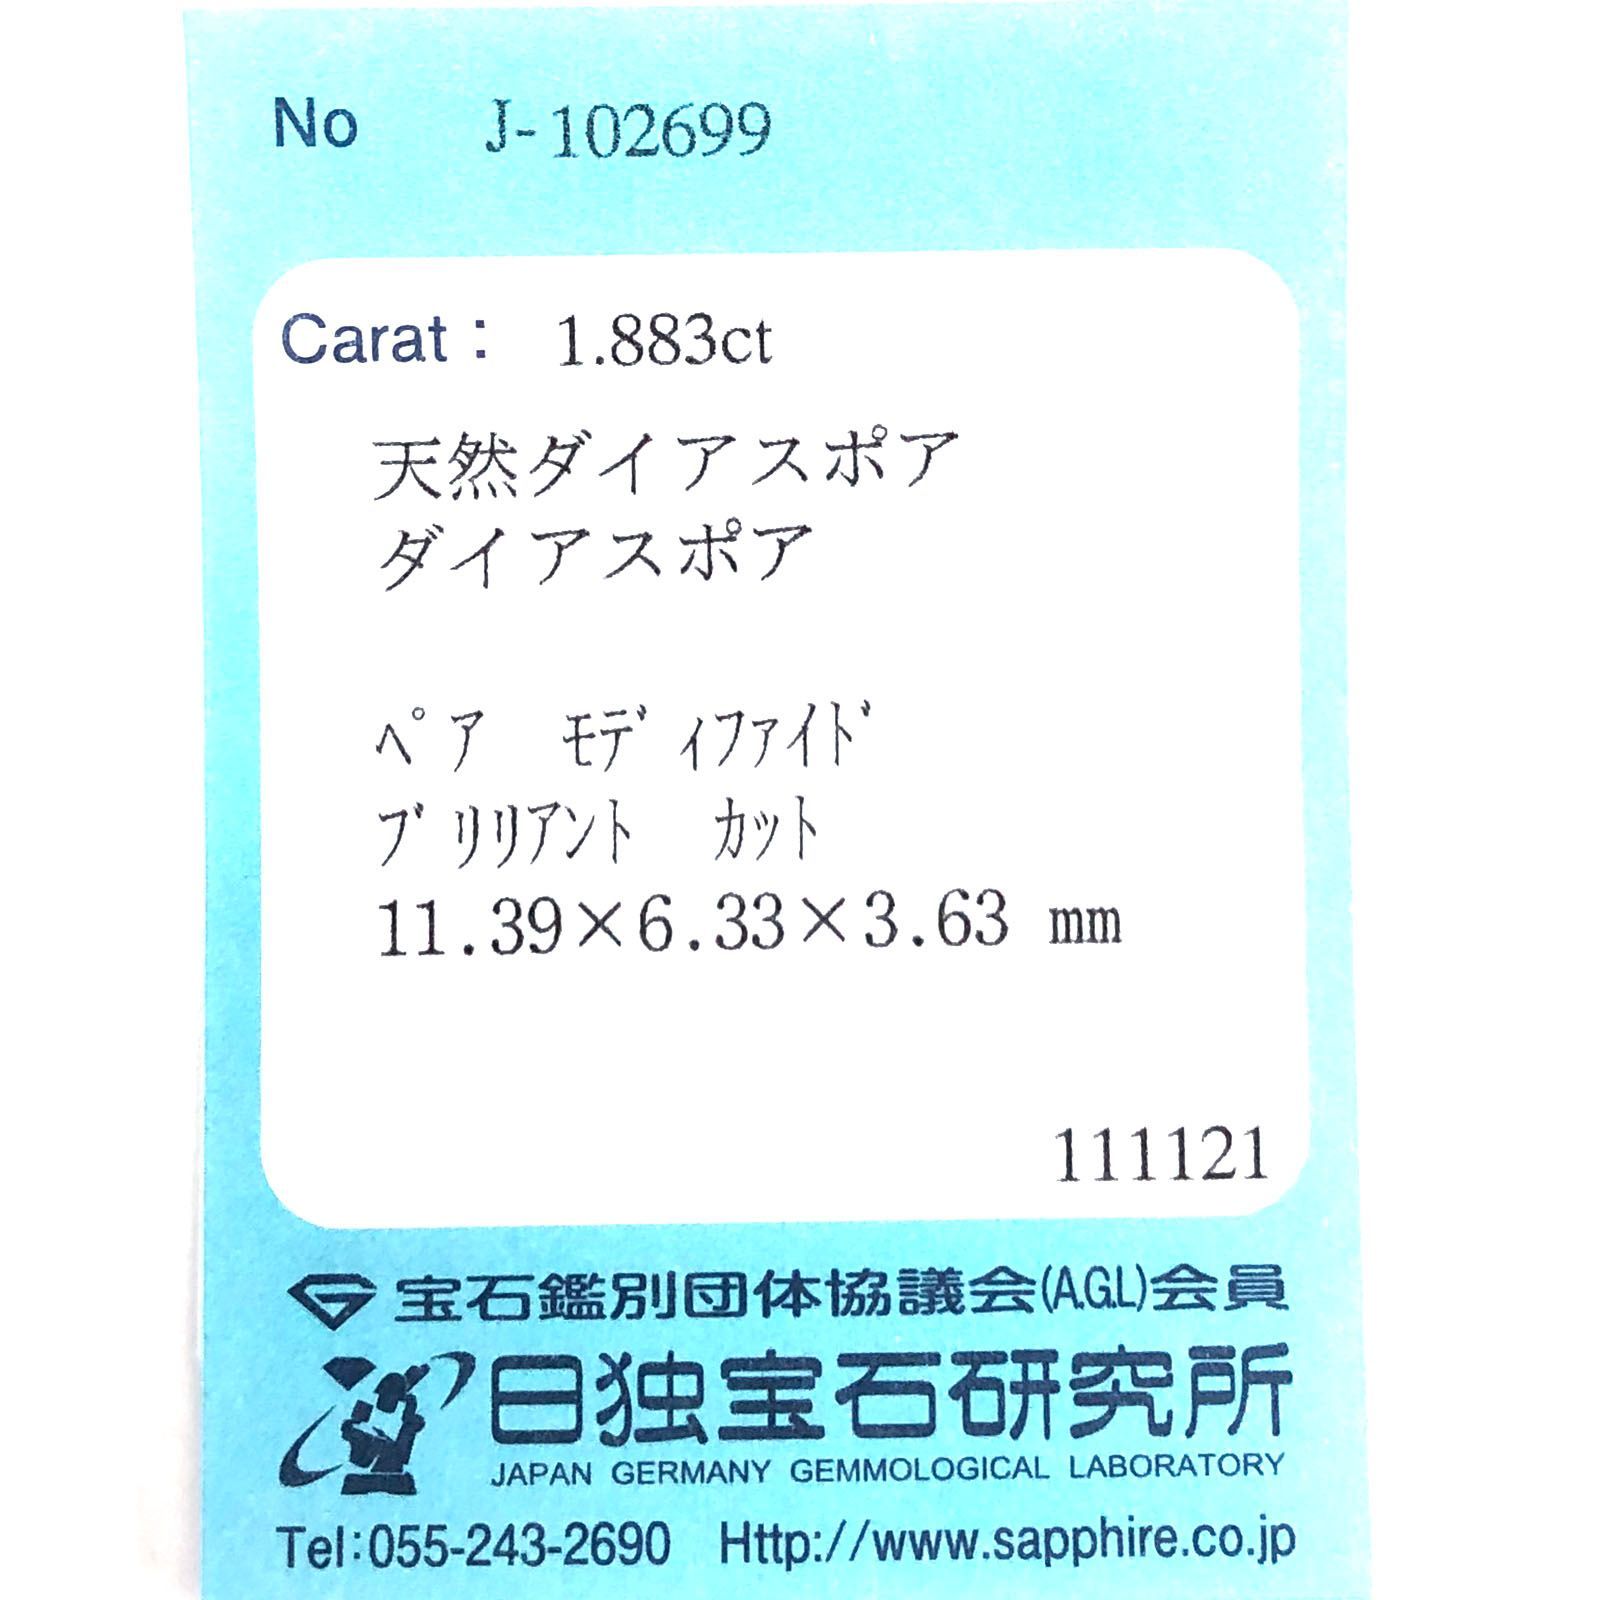 No J-102699
Carat： 1.883ct
天然ダイアスポア
ダイアスポア
ﾍﾟｱ ﾓﾃﾞｨﾌｧｲﾄﾞ
ﾌﾞﾘﾘｱﾝﾄ ｶｯﾄ
11.39×6.33×3.63 mm
111121
宝石鑑別団体協議会(A.G.L)会員
日独宝石研究所
JAPAN GERMANY GEMMOLOGICAL LABORATORY
Tel:055-243-2690 Http://www.sapphire.co.jp